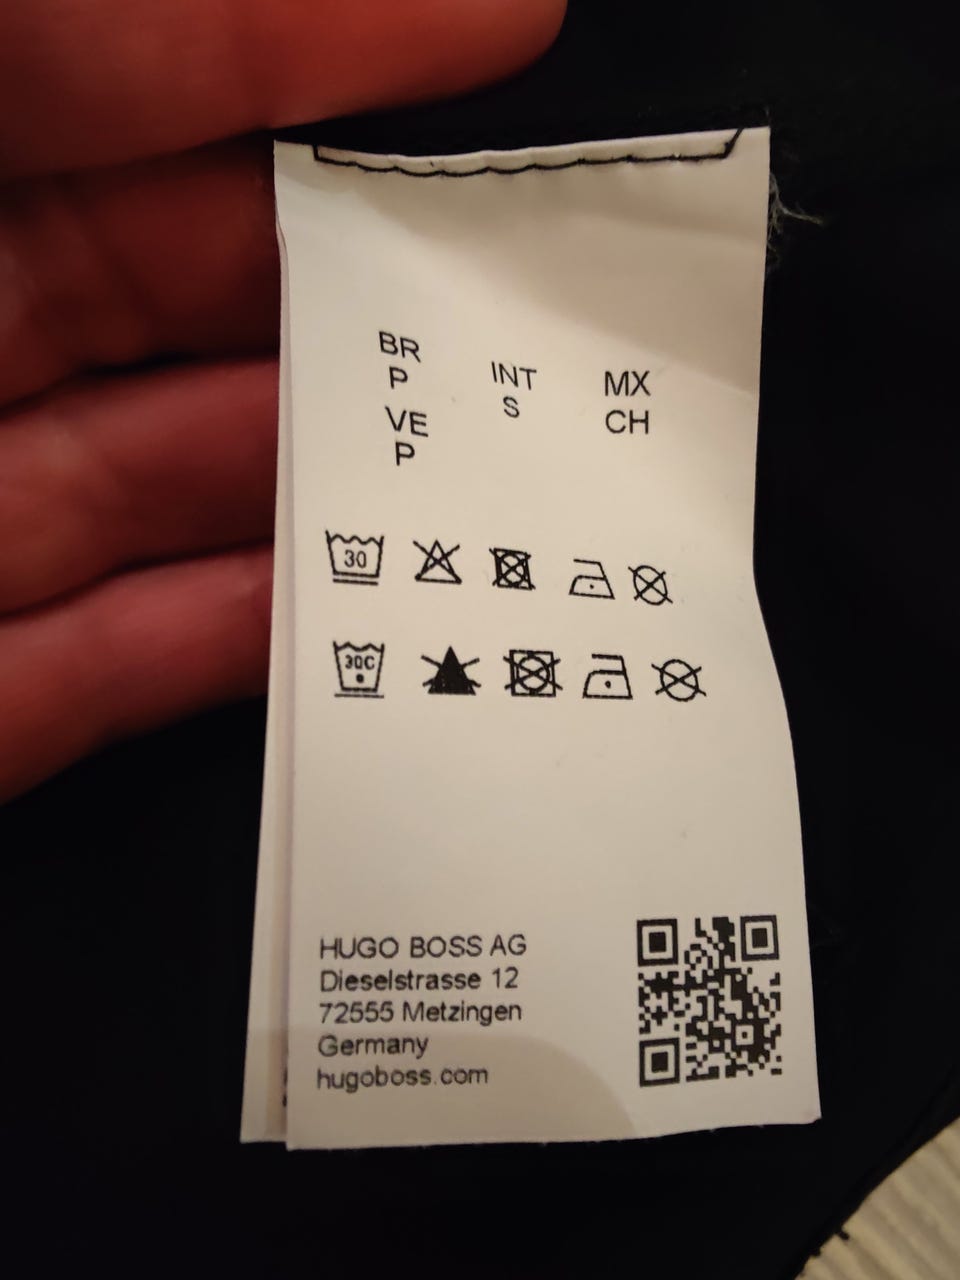 BR
P
VE
P
INT
S
MX
CH
30
30C
HUGO BOSS AG
Dieselstrasse 12
72555 Metzingen
Germany
hugoboss.com